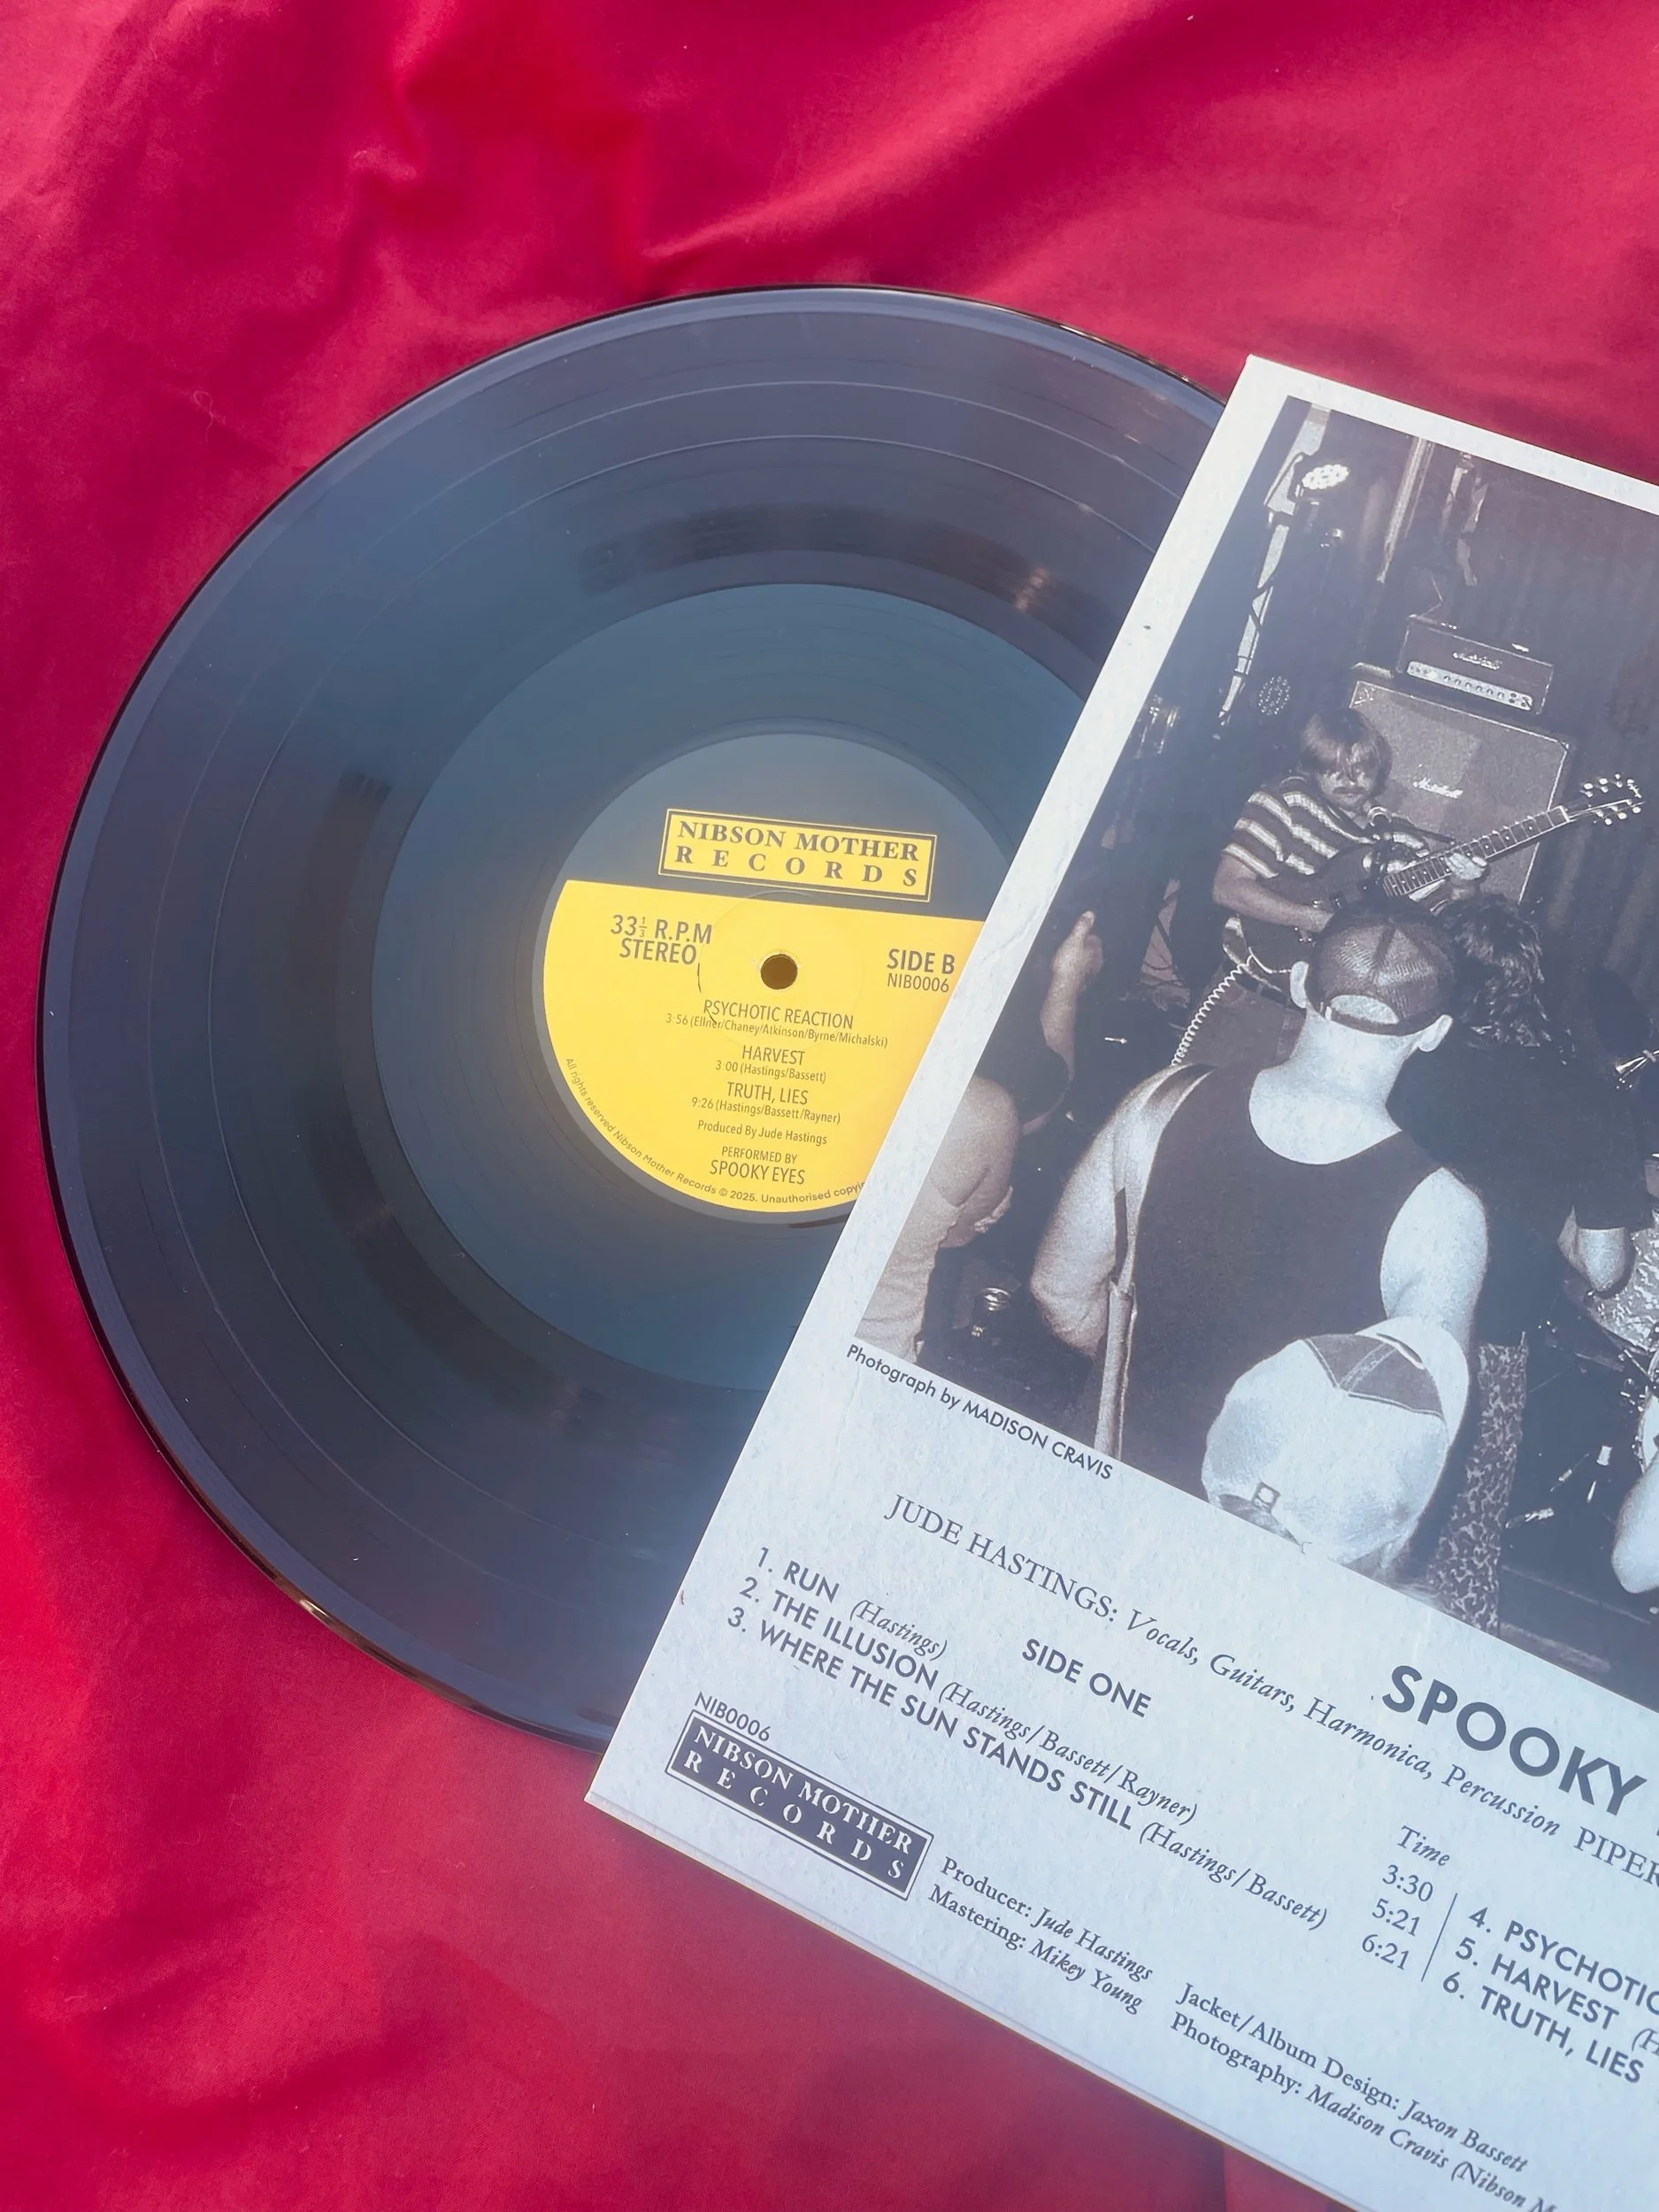 NIBSON MOTHER
RECORDS
33⅓ R.P.M
STEREO
SIDE B
NIB0006
PSYCHOTIC REACTION
3:56 (Ellner/Chaney/Atkinson/Byrne/Michalski)
HARVEST
3:00 (Hastings/Bassett)
TRUTH, LIES
9:26 (Hastings/Bassett/Rayner)
Produced By Jude Hastings
PERFORMED BY
SPOOKY EYES
All rights reserved Nibson Mother Records © 2025. Unauthorised
Marshall
Marshall
Photograph by MADISON CRAVIS
SPOOKY
JUDE HASTINGS: Vocals, Guitars, Harmonica, Percussion PIPER
SIDE ONE
Time
1. RUN (Hastings) 3:30
2. THE ILLUSION (Hastings/Bassett/Rayner) 5:21
3. WHERE THE SUN STANDS STILL (Hastings/Bassett) 6:21
4. PSYCHOTIC
5. HARVEST (H
6. TRUTH, LIES
NIB0006
NIBSON MOTHER
RECORDS
Producer: Jude Hastings
Mastering: Mikey Young
Jacket/Album Design: Jaxon Bassett
Photography: Madison Cravis (Nibson M